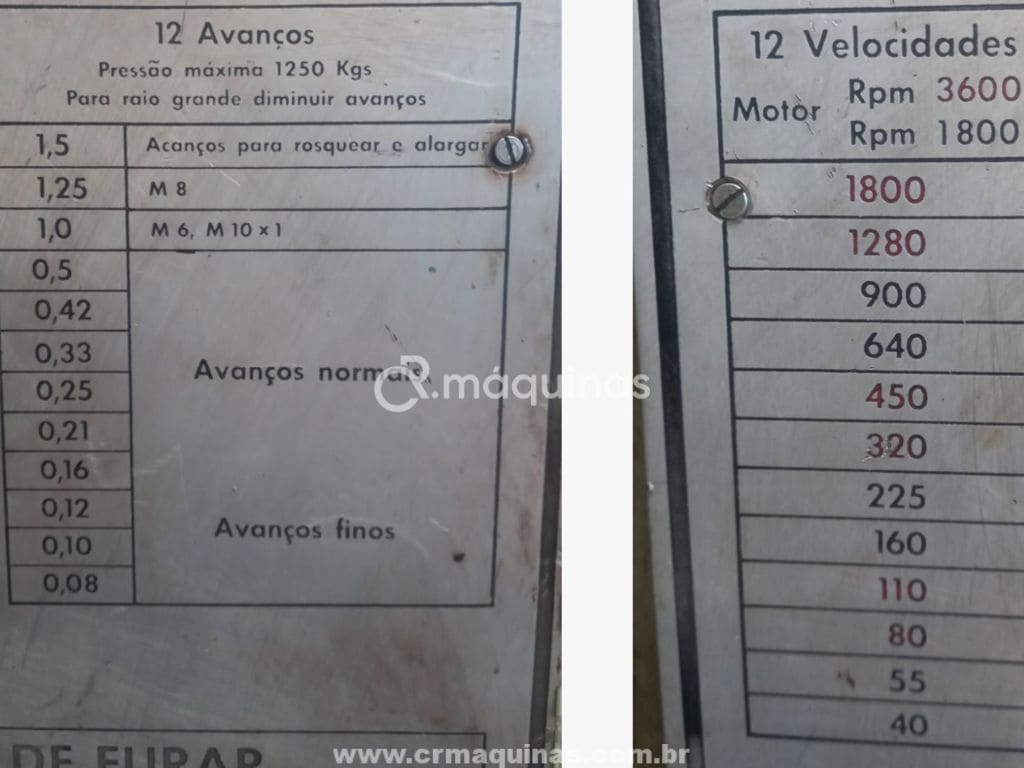 12 Avanços
Pressão máxima 1250 Kgs
Para raio grande diminuir avanços
1,5 Acanços para rosquear e alargar
1,25 M 8
1,0 M 6, M 10 x 1
0,5
0,42
0,33
Avanços normais
0,25
0,21
0,16
0,12
Avanços finos
0,10
0,08
DE FURAR
12 Velocidades
Motor Rpm 3600
Rpm 1800
1800
1280
900
640
450
320
225
160
110
80
55
40
CR.máquinas
www.crmaquinas.com.br